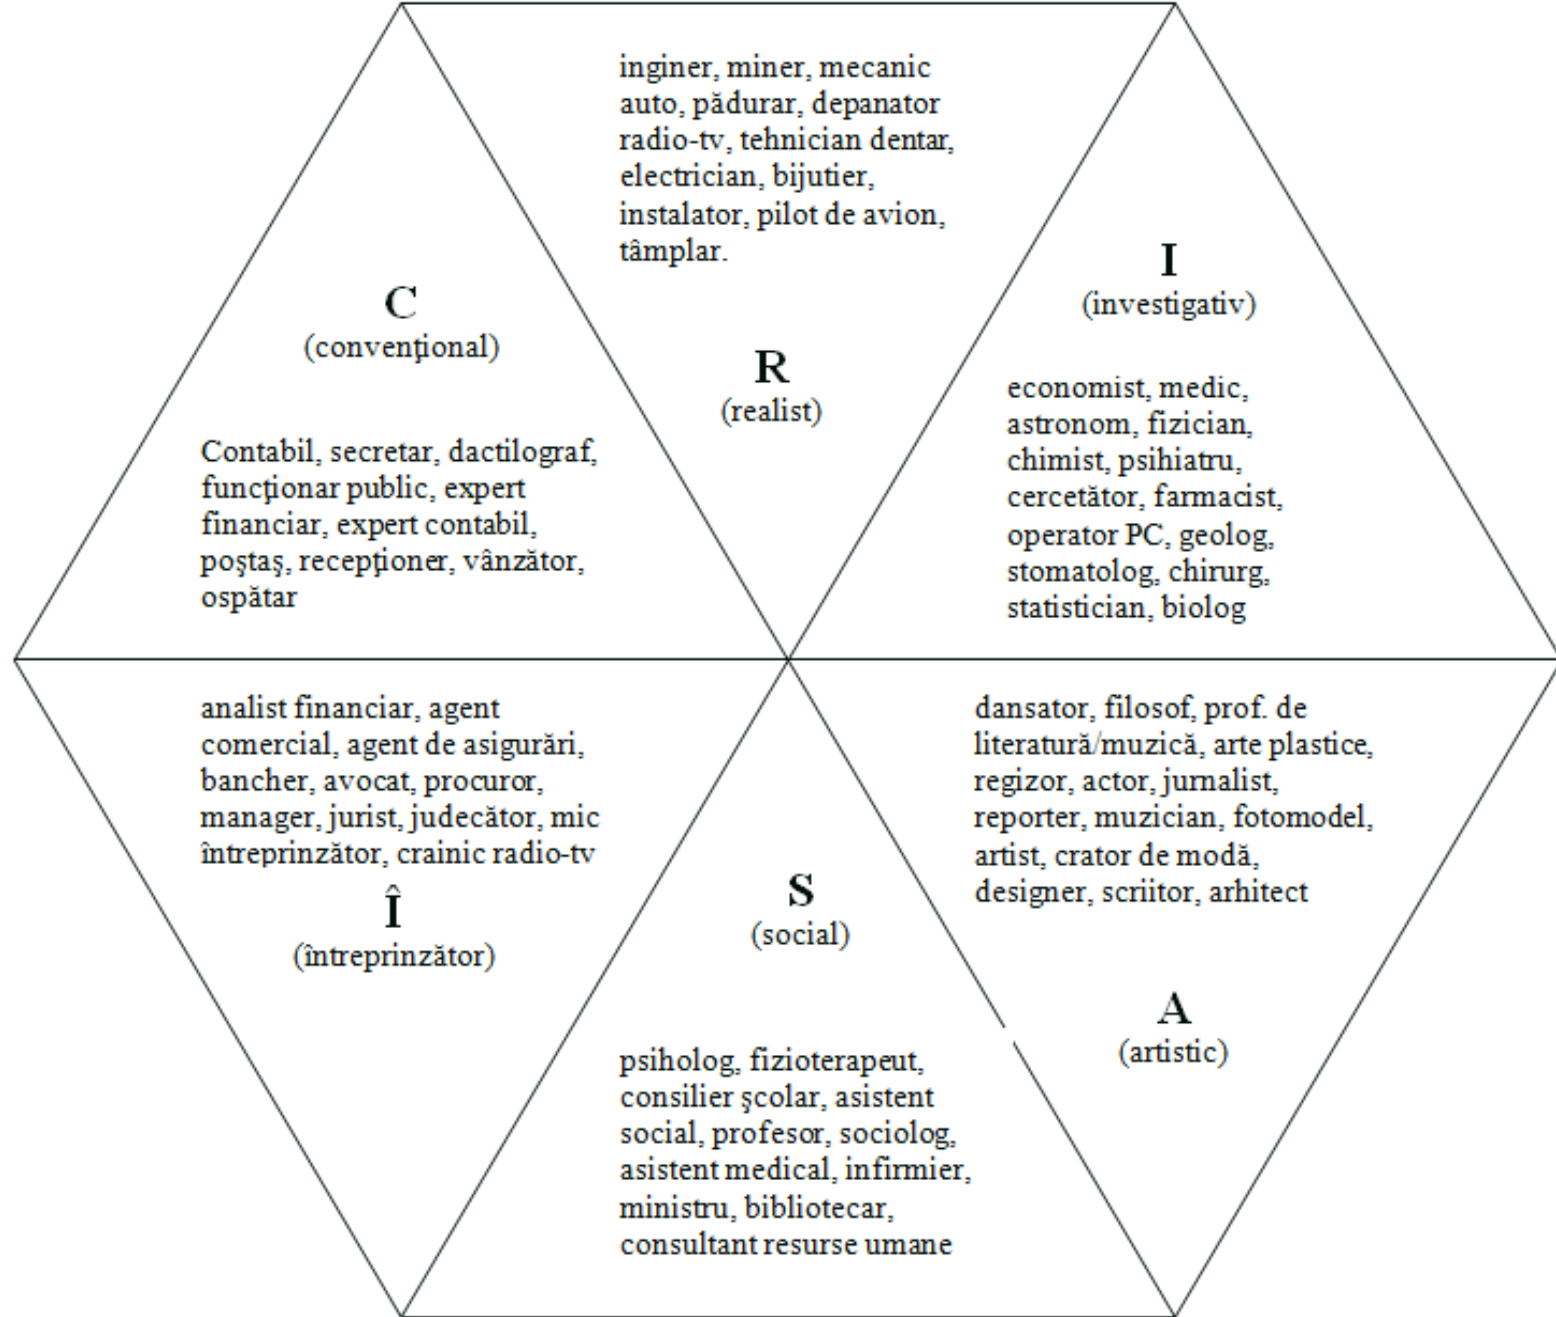 inginer, miner, mecanic
auto, pădurar, depanator
radio-tv, tehnician dentar,
electrician, bijutier,
instalator, pilot de avion,
tâmplar.
R
(realist)
C
(convenţional)
Contabil, secretar, dactilograf,
funcţionar public, expert
financiar, expert contabil,
poştaş, recepţioner, vânzător,
ospătar
I
(investigativ)
economist, medic,
astronom, fizician,
chimist, psihiatru,
cercetător, farmacist,
operator PC, geolog,
stomatolog, chirurg,
statistician, biolog
analist financiar, agent
comercial, agent de asigurări,
bancher, avocat, procuror,
manager, jurist, judecător, mic
întreprinzător, crainic radio-tv
Î
(întreprinzător)
S
(social)
psiholog, fizioterapeut,
consilier şcolar, asistent
social, profesor, sociolog,
asistent medical, infirmier,
ministru, bibliotecar,
consultant resurse umane
dansator, filosof, prof. de
literatură/muzică, arte plastice,
regizor, actor, jurnalist,
reporter, muzician, fotomodel,
artist, crator de modă,
designer, scriitor, arhitect
A
(artistic)